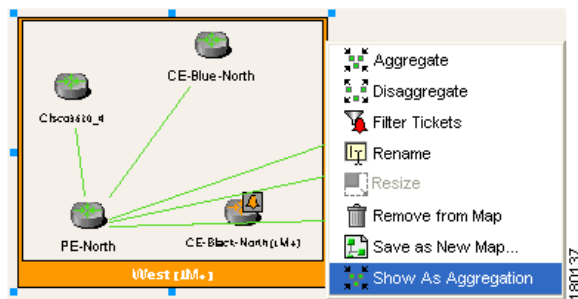 CE-Blue-North
Cisco3620_4
PE-North
CE-Black-North [1M+]
West [1M+]
Aggregate
Disaggregate
Filter Tickets
Rename
Resize
Remove from Map
Save as New Map...
Show As Aggregation
180137